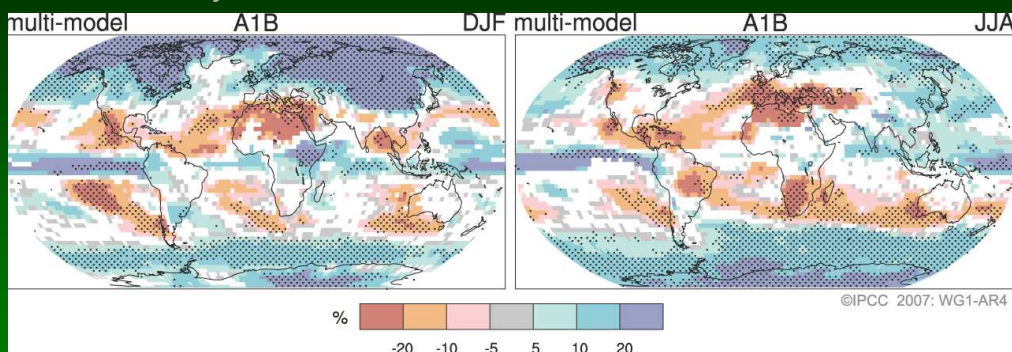 multi-model A1B DJF
multi-model A1B JJA
©IPCC 2007: WG1-AR4
%
-20 -10 -5 5 10 20